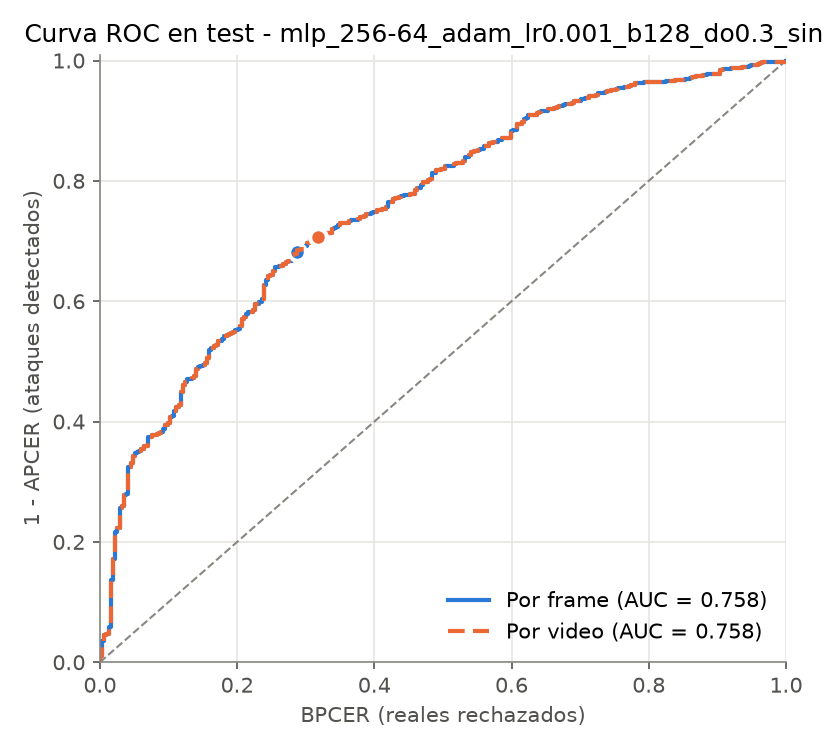 Curva ROC en test - mlp_256-64_adam_lr0.001_b128_do0.3_sin
1.0
0.8
0.6
0.4
0.2
0.0
1 - APCER (ataques detectados)
Por frame (AUC = 0.758)
Por video (AUC = 0.758)
0.0 0.2 0.4 0.6 0.8 1.0
BPCER (reales rechazados)